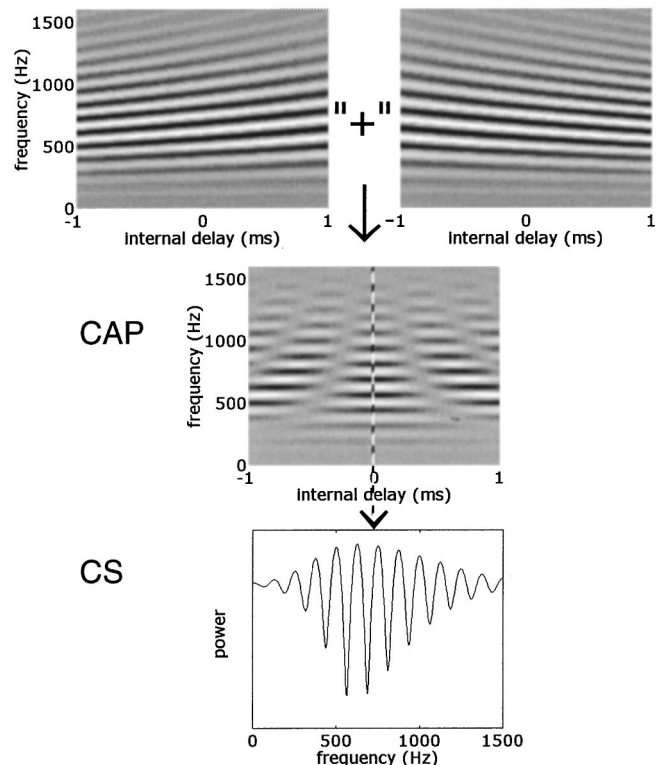 frequency (Hz)
1500
1000
500
0
-1
0
1
internal delay (ms)
"+"
-1
0
1
internal delay (ms)
CAP
frequency (Hz)
1500
1000
500
0
-1
0
1
internal delay (ms)
CS
power
0
500
1000
1500
frequency (Hz)